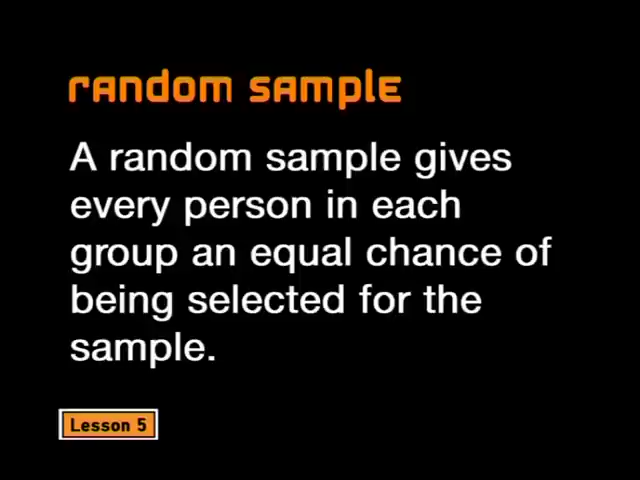 random sample
A random sample gives
every person in each
group an equal chance of
being selected for the
sample.
Lesson 5